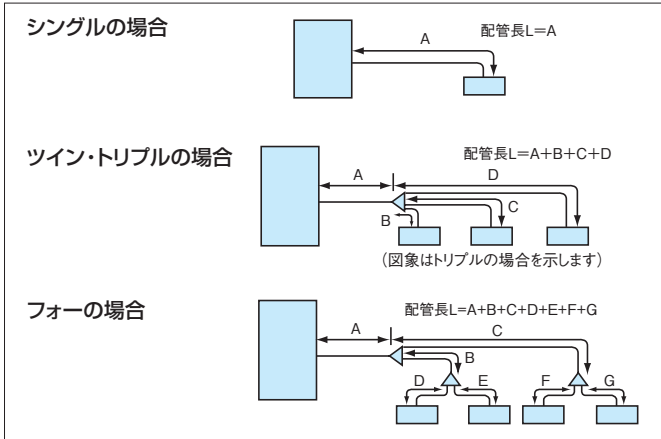 シングルの場合
配管長L＝A
A
ツイン・トリプルの場合
配管長L＝A＋B＋C＋D
A
D
C
B
（図象はトリプルの場合を示します）
フォーの場合
配管長L=A+B+C+D+E+F+G
A
C
B
D
E
F
G